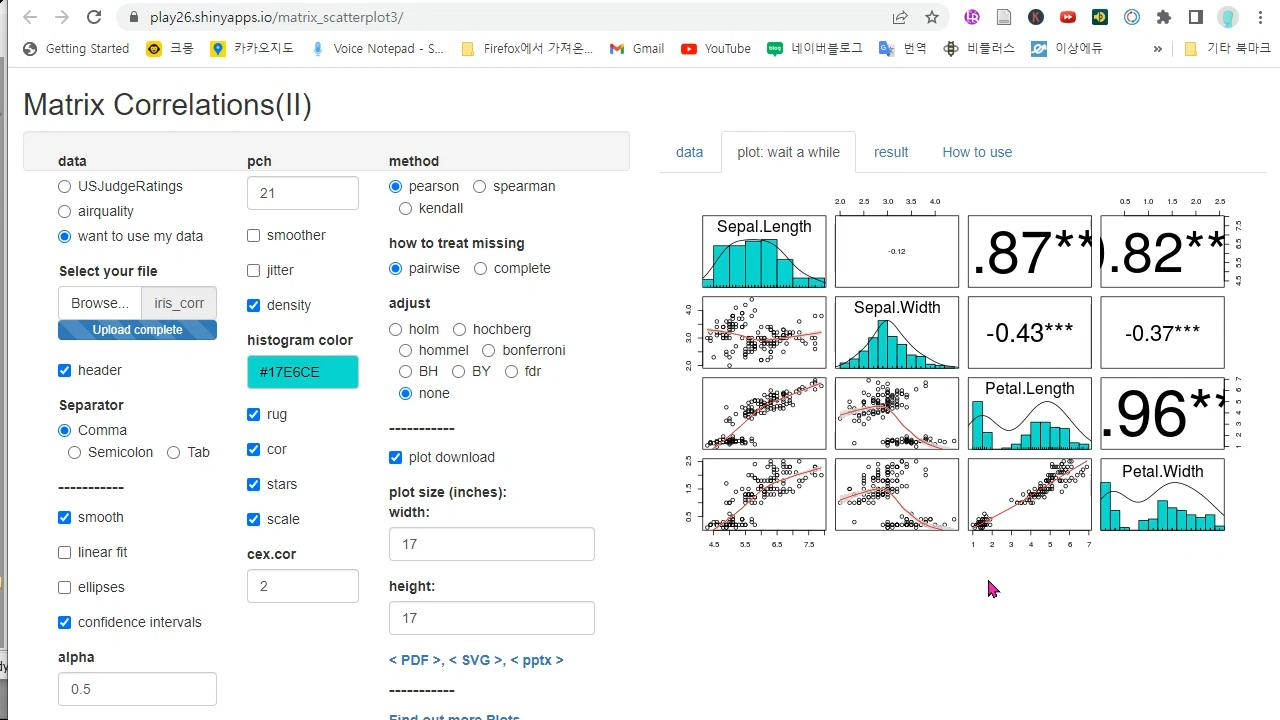 play26.shinyapps.io/matrix_scatterplot3/
Getting Started 크몽 카카오지도 Voice Notepad - S... Firefox에서 가져온... Gmail YouTube 네이버블로그 번역 비플러스 이상에듀 » 기타 북마크
Matrix Correlations(II)
data
USJudgeRatings
airquality
want to use my data
Select your file
Browse... iris_corr
Upload complete
header
Separator
Comma
Semicolon Tab
-----------
smooth
linear fit
ellipses
confidence intervals
alpha
0.5
pch
21
smoother
jitter
density
histogram color
#17E6CE
rug
cor
stars
scale
cex.cor
2
method
pearson spearman
kendall
how to treat missing
pairwise complete
adjust
holm hochberg
hommel bonferroni
BH BY fdr
none
-----------
plot download
plot size (inches):
width:
17
height:
17
< PDF >, < SVG >, < pptx >
-----------
Find out more Plots
data plot: wait a while result How to use
2.0 2.5 3.0 3.5 4.0 0.5 1.0 1.5 2.0 2.5
Sepal.Length -0.12 .87** 0.82**
4.5 5.5 6.5 7.5
2.0 3.0 4.0
Sepal.Width -0.43*** -0.37***
Petal.Length .96**
1 2 3 4 5 6 7
0.5 1.5 2.5
Petal.Width
4.5 5.5 6.5 7.5 1 2 3 4 5 6 7